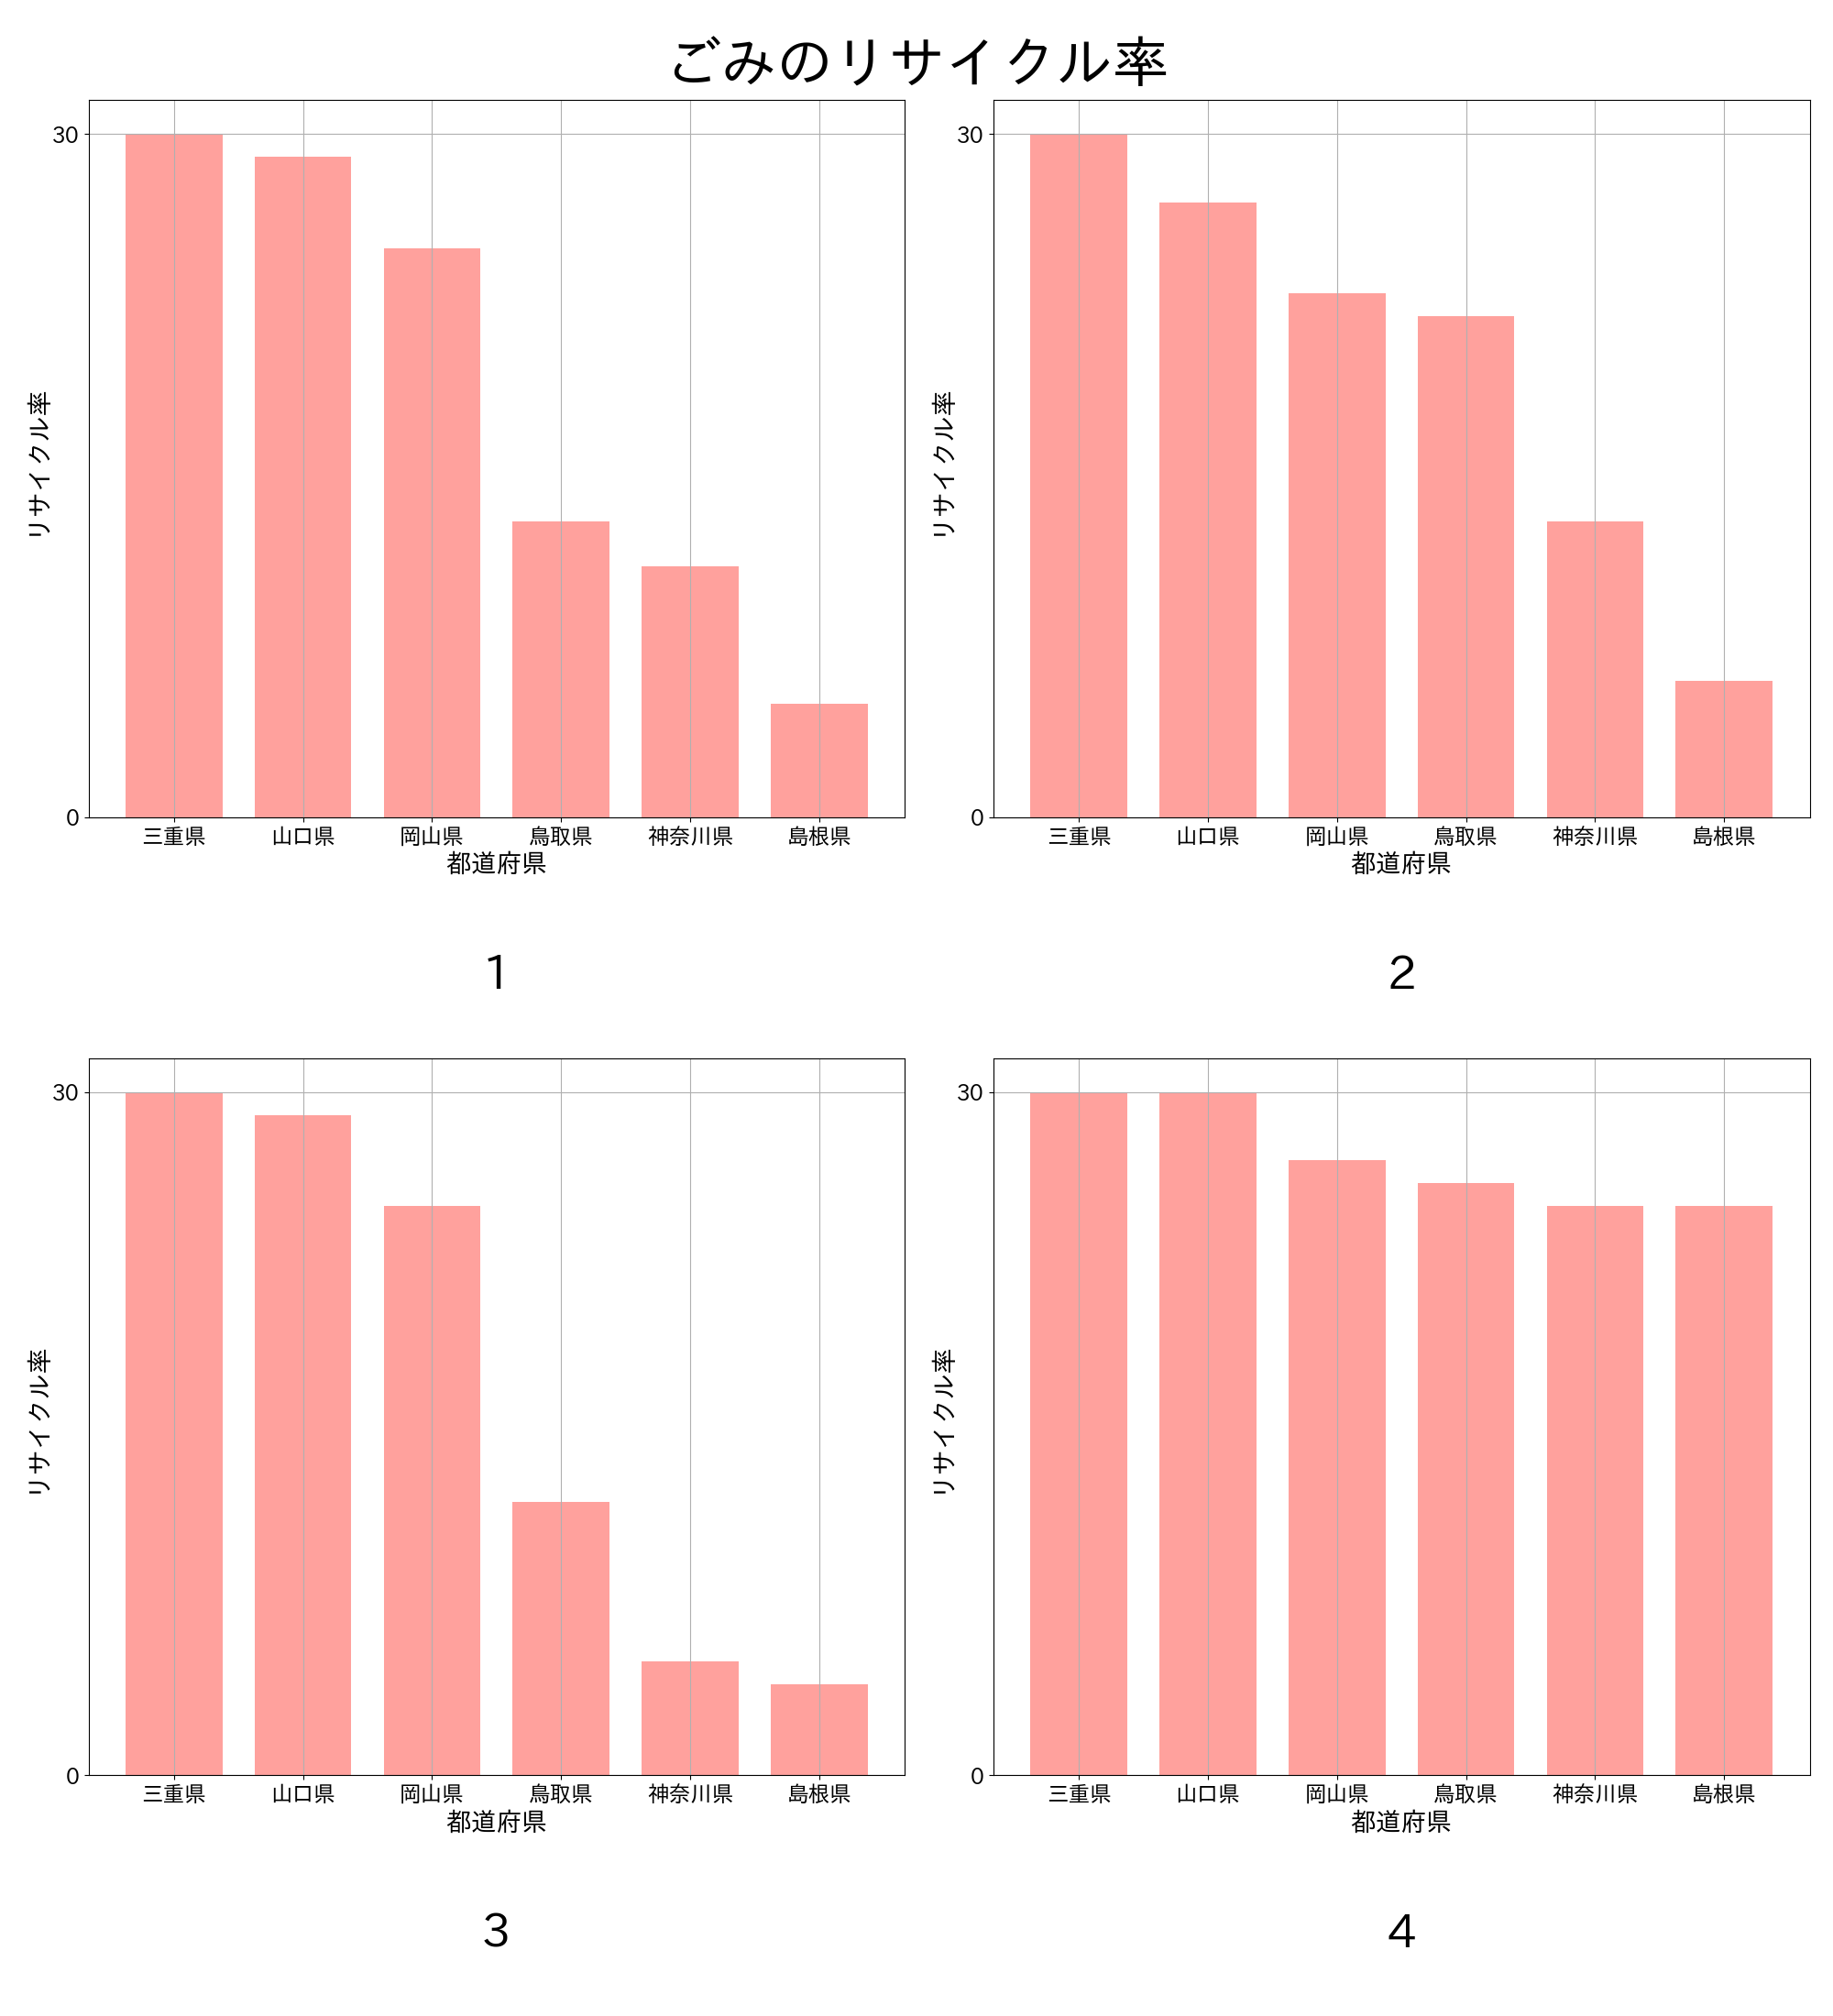 ごみのリサイクル率
30
0
リサイクル率
三重県 山口県 岡山県 鳥取県 神奈川県 島根県
都道府県
1
30
0
リサイクル率
三重県 山口県 岡山県 鳥取県 神奈川県 島根県
都道府県
2
30
0
リサイクル率
三重県 山口県 岡山県 鳥取県 神奈川県 島根県
都道府県
3
30
0
リサイクル率
三重県 山口県 岡山県 鳥取県 神奈川県 島根県
都道府県
4